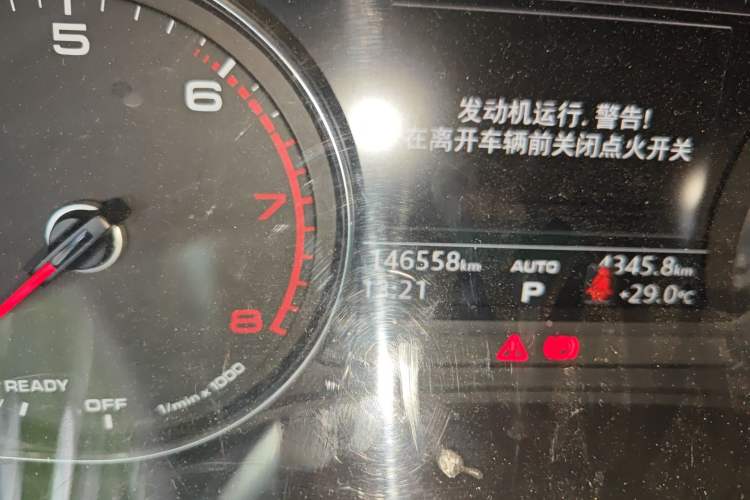 5
6
7
8
READY
OFF
1/min x 1000
发动机运行, 警告!
在离开车辆前关闭点火开关
146558km
AUTO
4345.8km
13:21
P
+29.0℃